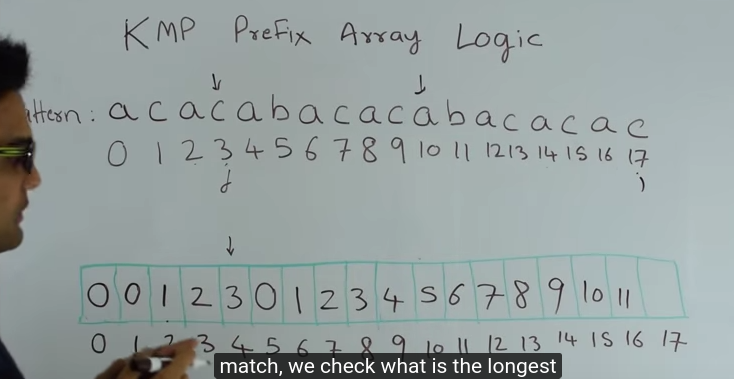 KMP Prefix Array Logic
ttern: a c a c a b a c a c a b a c a c a c
0 1 2 3 4 5 6 7 8 9 10 11 12 13 14 15 16 17
j i
0 0 1 2 3 0 1 2 3 4 5 6 7 8 9 10 11
0 1 2 3 4 5 6 7 8 9 10 11 12 13 14 15 16 17
match, we check what is the longest